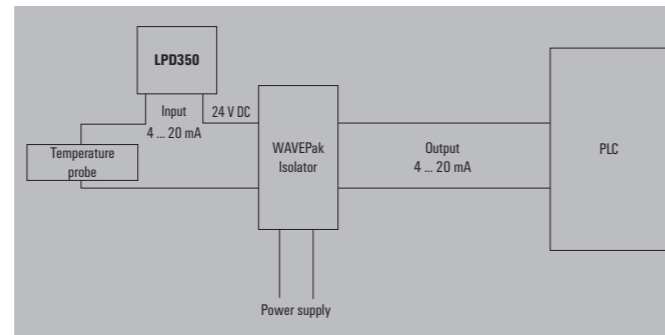 LPD350
Input
4 ... 20 mA
24 V DC
Temperature
probe
WAVEPak
Isolator
Output
4 ... 20 mA
PLC
Power supply